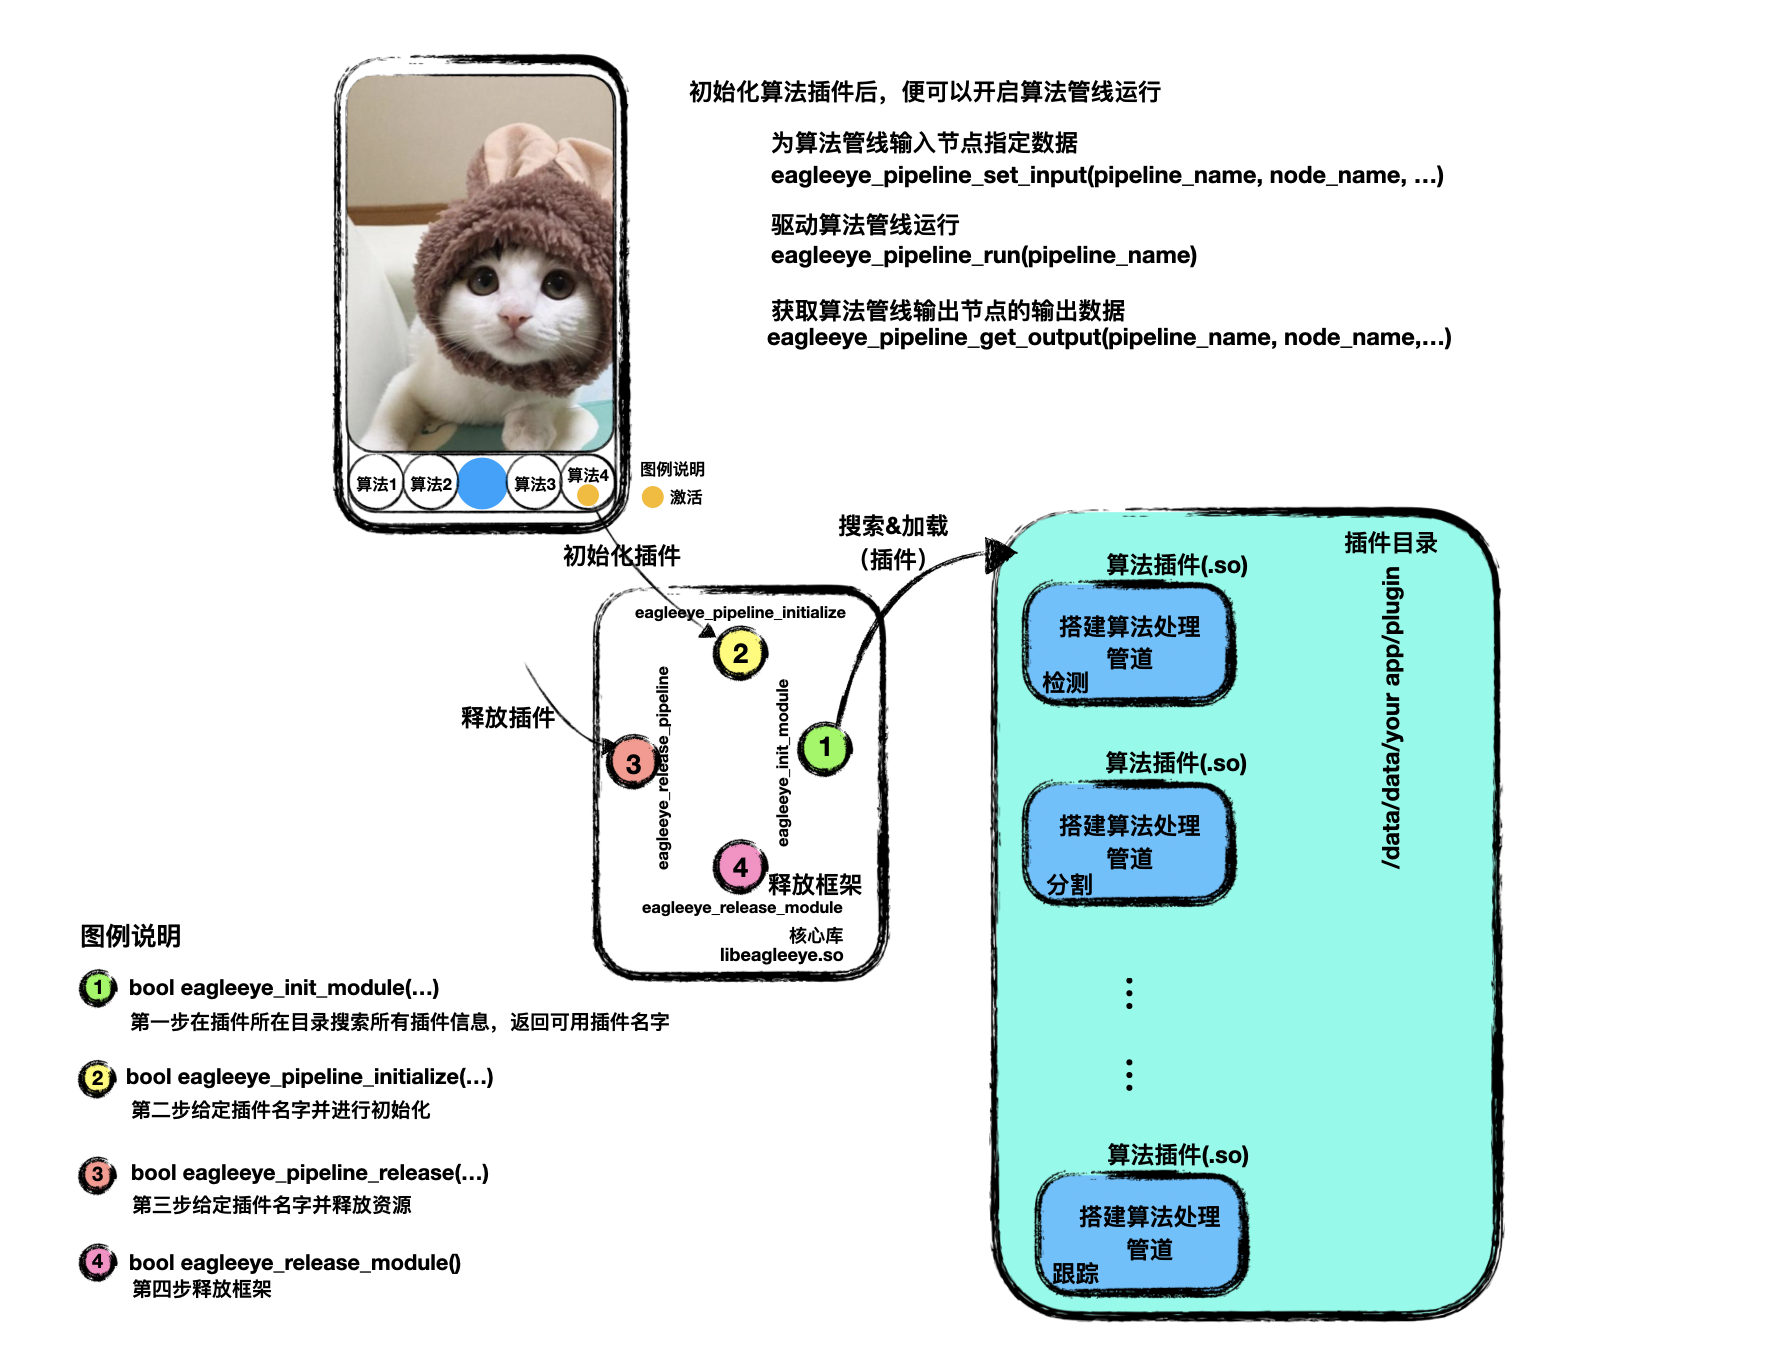 初始化算法插件后，便可以开启算法管线运行
为算法管线输入节点指定数据
eagleeye_pipeline_set_input(pipeline_name, node_name, …)
驱动算法管线运行
eagleeye_pipeline_run(pipeline_name)
获取算法管线输出节点的输出数据
eagleeye_pipeline_get_output(pipeline_name, node_name,…)
算法1
算法2
算法3
算法4
图例说明
激活
初始化插件
搜索&加载
（插件）
释放插件
eagleeye_pipeline_initialize
2
eagleeye_release_pipeline
3
eagleeye_init_module
1
4
释放框架
eagleeye_release_module
核心库
libeagleeye.so
插件目录
/data/data/your app/plugin
算法插件(.so)
搭建算法处理
管道
检测
算法插件(.so)
搭建算法处理
管道
分割
⋮
⋮
算法插件(.so)
搭建算法处理
管道
跟踪
图例说明
1 bool eagleeye_init_module(…)
第一步在插件所在目录搜索所有插件信息，返回可用插件名字
2 bool eagleeye_pipeline_initialize(…)
第二步给定插件名字并进行初始化
3 bool eagleeye_pipeline_release(…)
第三步给定插件名字并释放资源
4 bool eagleeye_release_module()
第四步释放框架